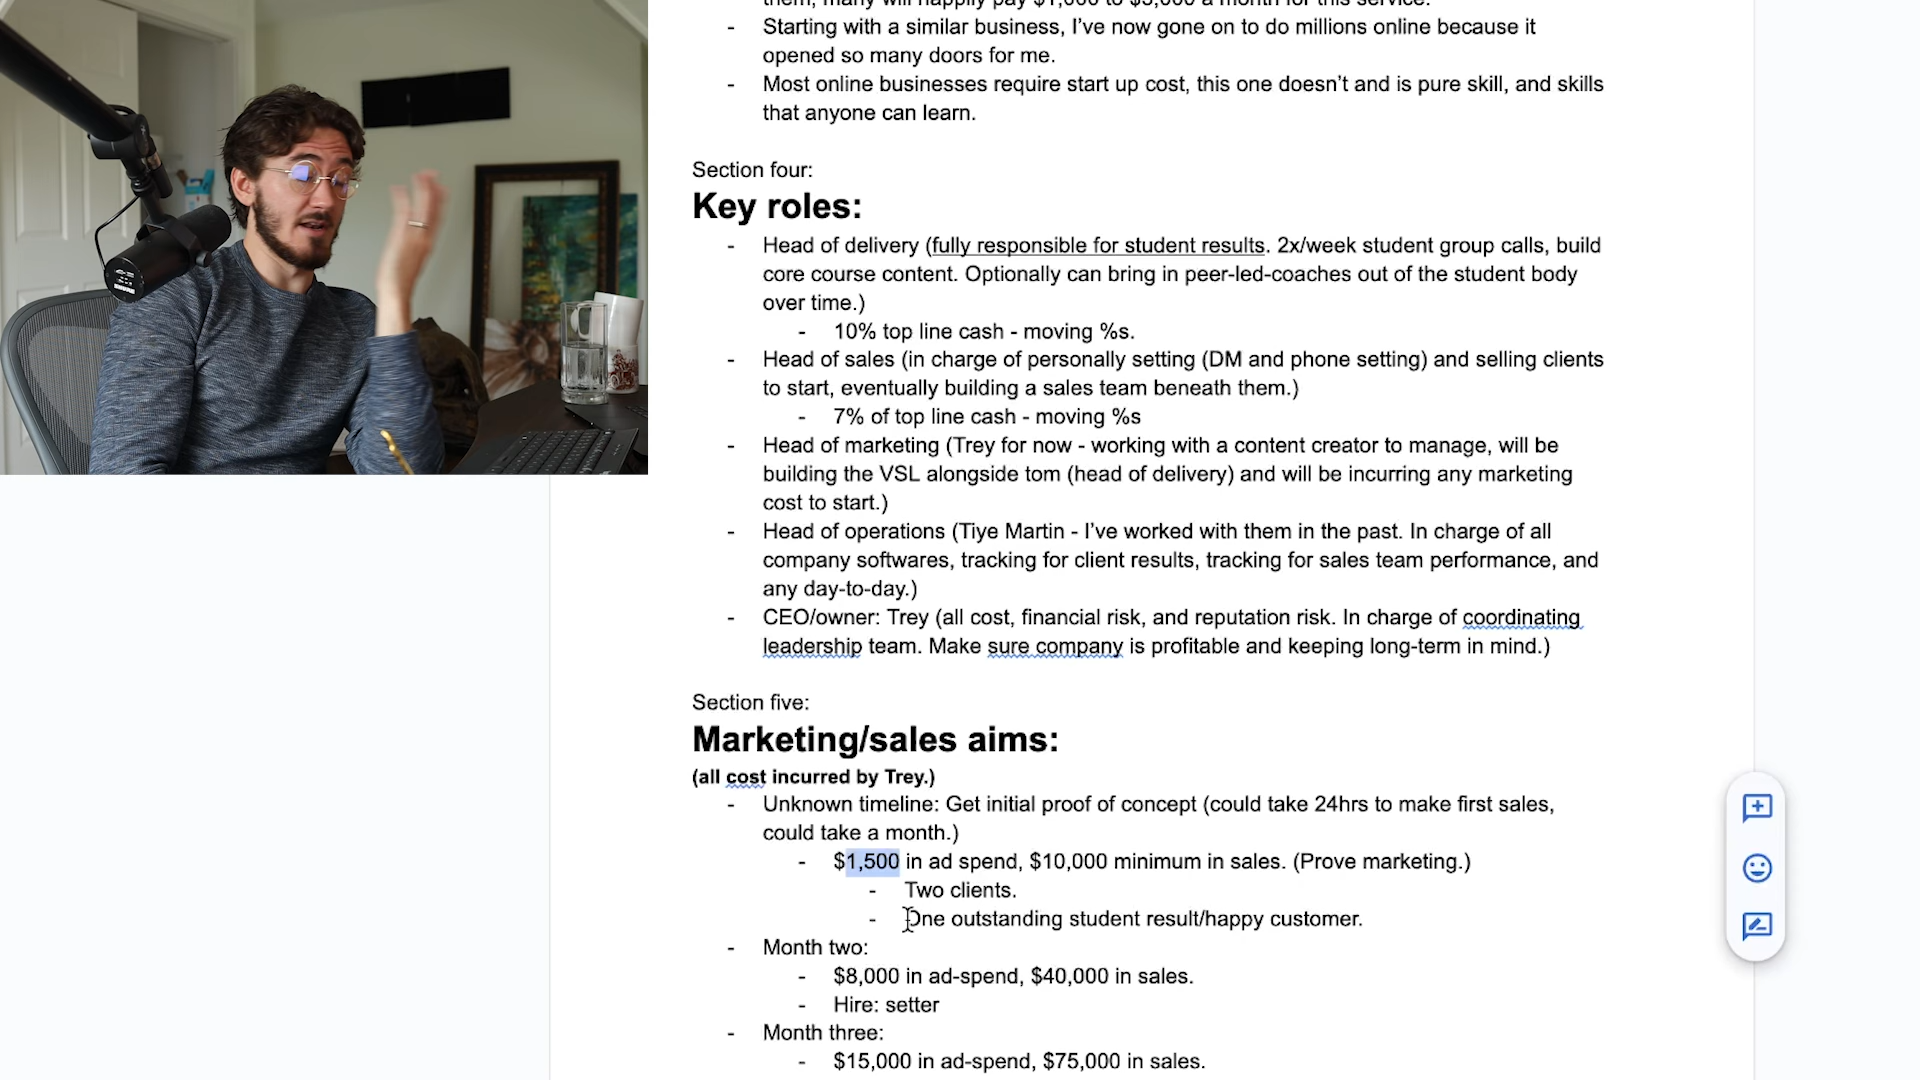 Starting with a similar business, I've now gone on to do millions online because it
opened so many doors for me.
- Most online businesses require start up cost, this one doesn't and is pure skill, and skills
that anyone can learn.
Section four:
Key roles:
- Head of delivery (fully responsible for student results. 2x/week student group calls, build
core course content. Optionally can bring in peer-led-coaches out of the student body
over time.)
- 10% top line cash - moving %s.
- Head of sales (in charge of personally setting (DM and phone setting) and selling clients
to start, eventually building a sales team beneath them.)
- 7% of top line cash - moving %s
- Head of marketing (Trey for now - working with a content creator to manage, will be
building the VSL alongside tom (head of delivery) and will be incurring any marketing
cost to start.)
- Head of operations (Tiye Martin - I've worked with them in the past. In charge of all
company softwares, tracking for client results, tracking for sales team performance, and
any day-to-day.)
- CEO/owner: Trey (all cost, financial risk, and reputation risk. In charge of coordinating
leadership team. Make sure company is profitable and keeping long-term in mind.)
Section five:
Marketing/sales aims:
(all cost incurred by Trey.)
- Unknown timeline: Get initial proof of concept (could take 24hrs to make first sales,
could take a month.)
- $1,500 in ad spend, $10,000 minimum in sales. (Prove marketing.)
- Two clients.
- One outstanding student result/happy customer.
- Month two:
- $8,000 in ad-spend, $40,000 in sales.
- Hire: setter
- Month three:
- $15,000 in ad-spend, $75,000 in sales.